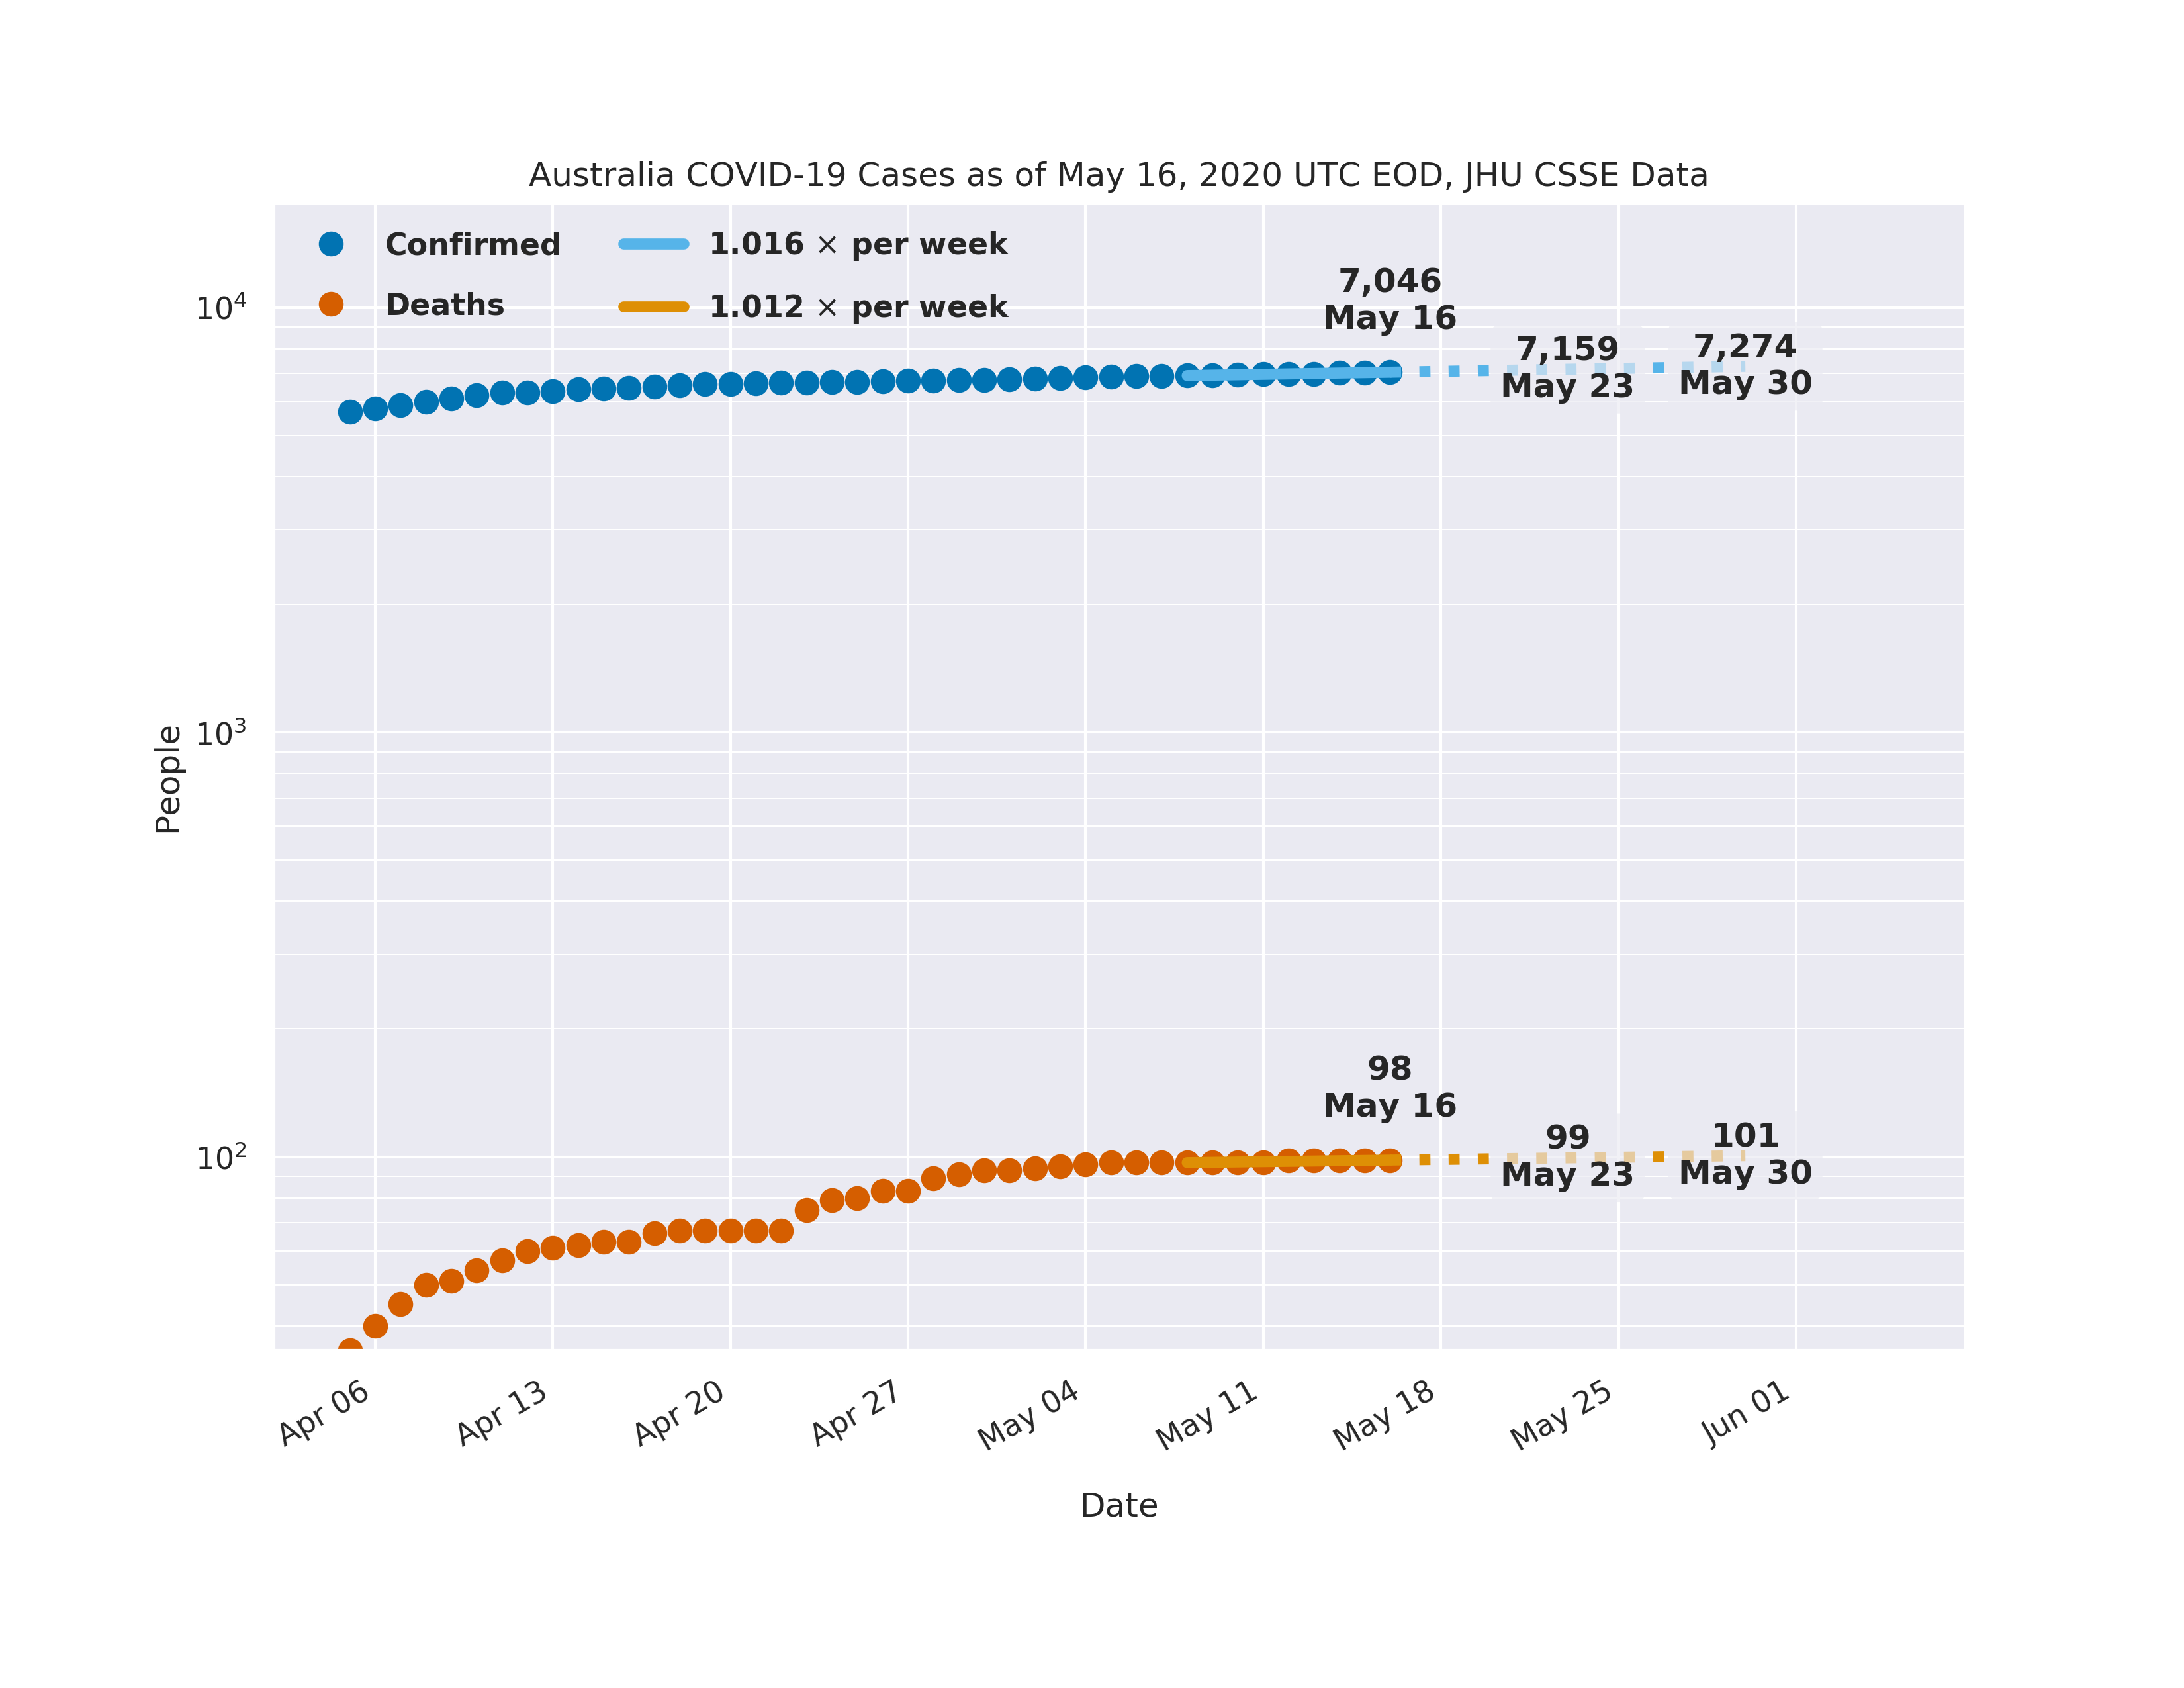 Australia COVID-19 Cases as of May 16, 2020 UTC EOD, JHU CSSE Data
Confirmed
Deaths
1.016 × per week
1.012 × per week
7,046
May 16
7,159
May 23
7,274
May 30
98
May 16
99
May 23
101
May 30
10⁴
10³
10²
People
Apr 06
Apr 13
Apr 20
Apr 27
May 04
May 11
May 18
May 25
Jun 01
Date